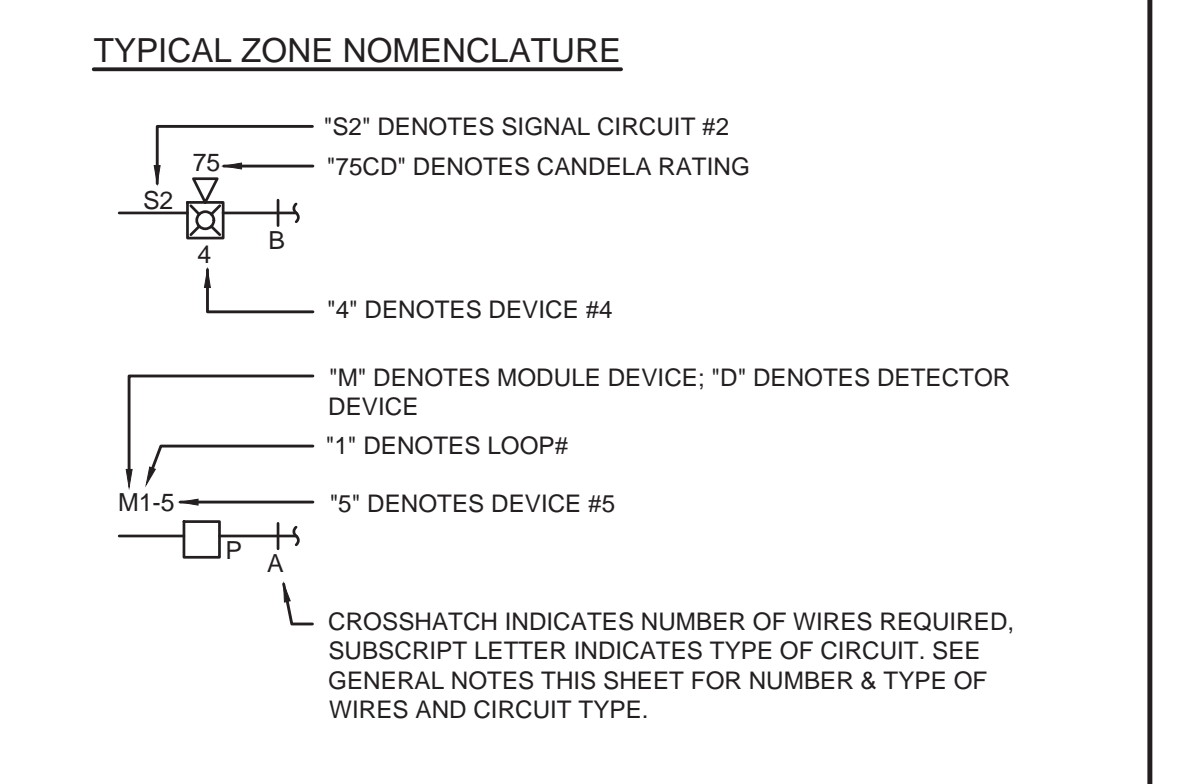 TYPICAL ZONE NOMENCLATURE
"S2" DENOTES SIGNAL CIRCUIT #2
75
"75CD" DENOTES CANDELA RATING
S2
B
4
"4" DENOTES DEVICE #4
"M" DENOTES MODULE DEVICE; "D" DENOTES DETECTOR
DEVICE
"1" DENOTES LOOP#
M1-5
"5" DENOTES DEVICE #5
P
A
CROSSHATCH INDICATES NUMBER OF WIRES REQUIRED,
SUBSCRIPT LETTER INDICATES TYPE OF CIRCUIT. SEE
GENERAL NOTES THIS SHEET FOR NUMBER & TYPE OF
WIRES AND CIRCUIT TYPE.